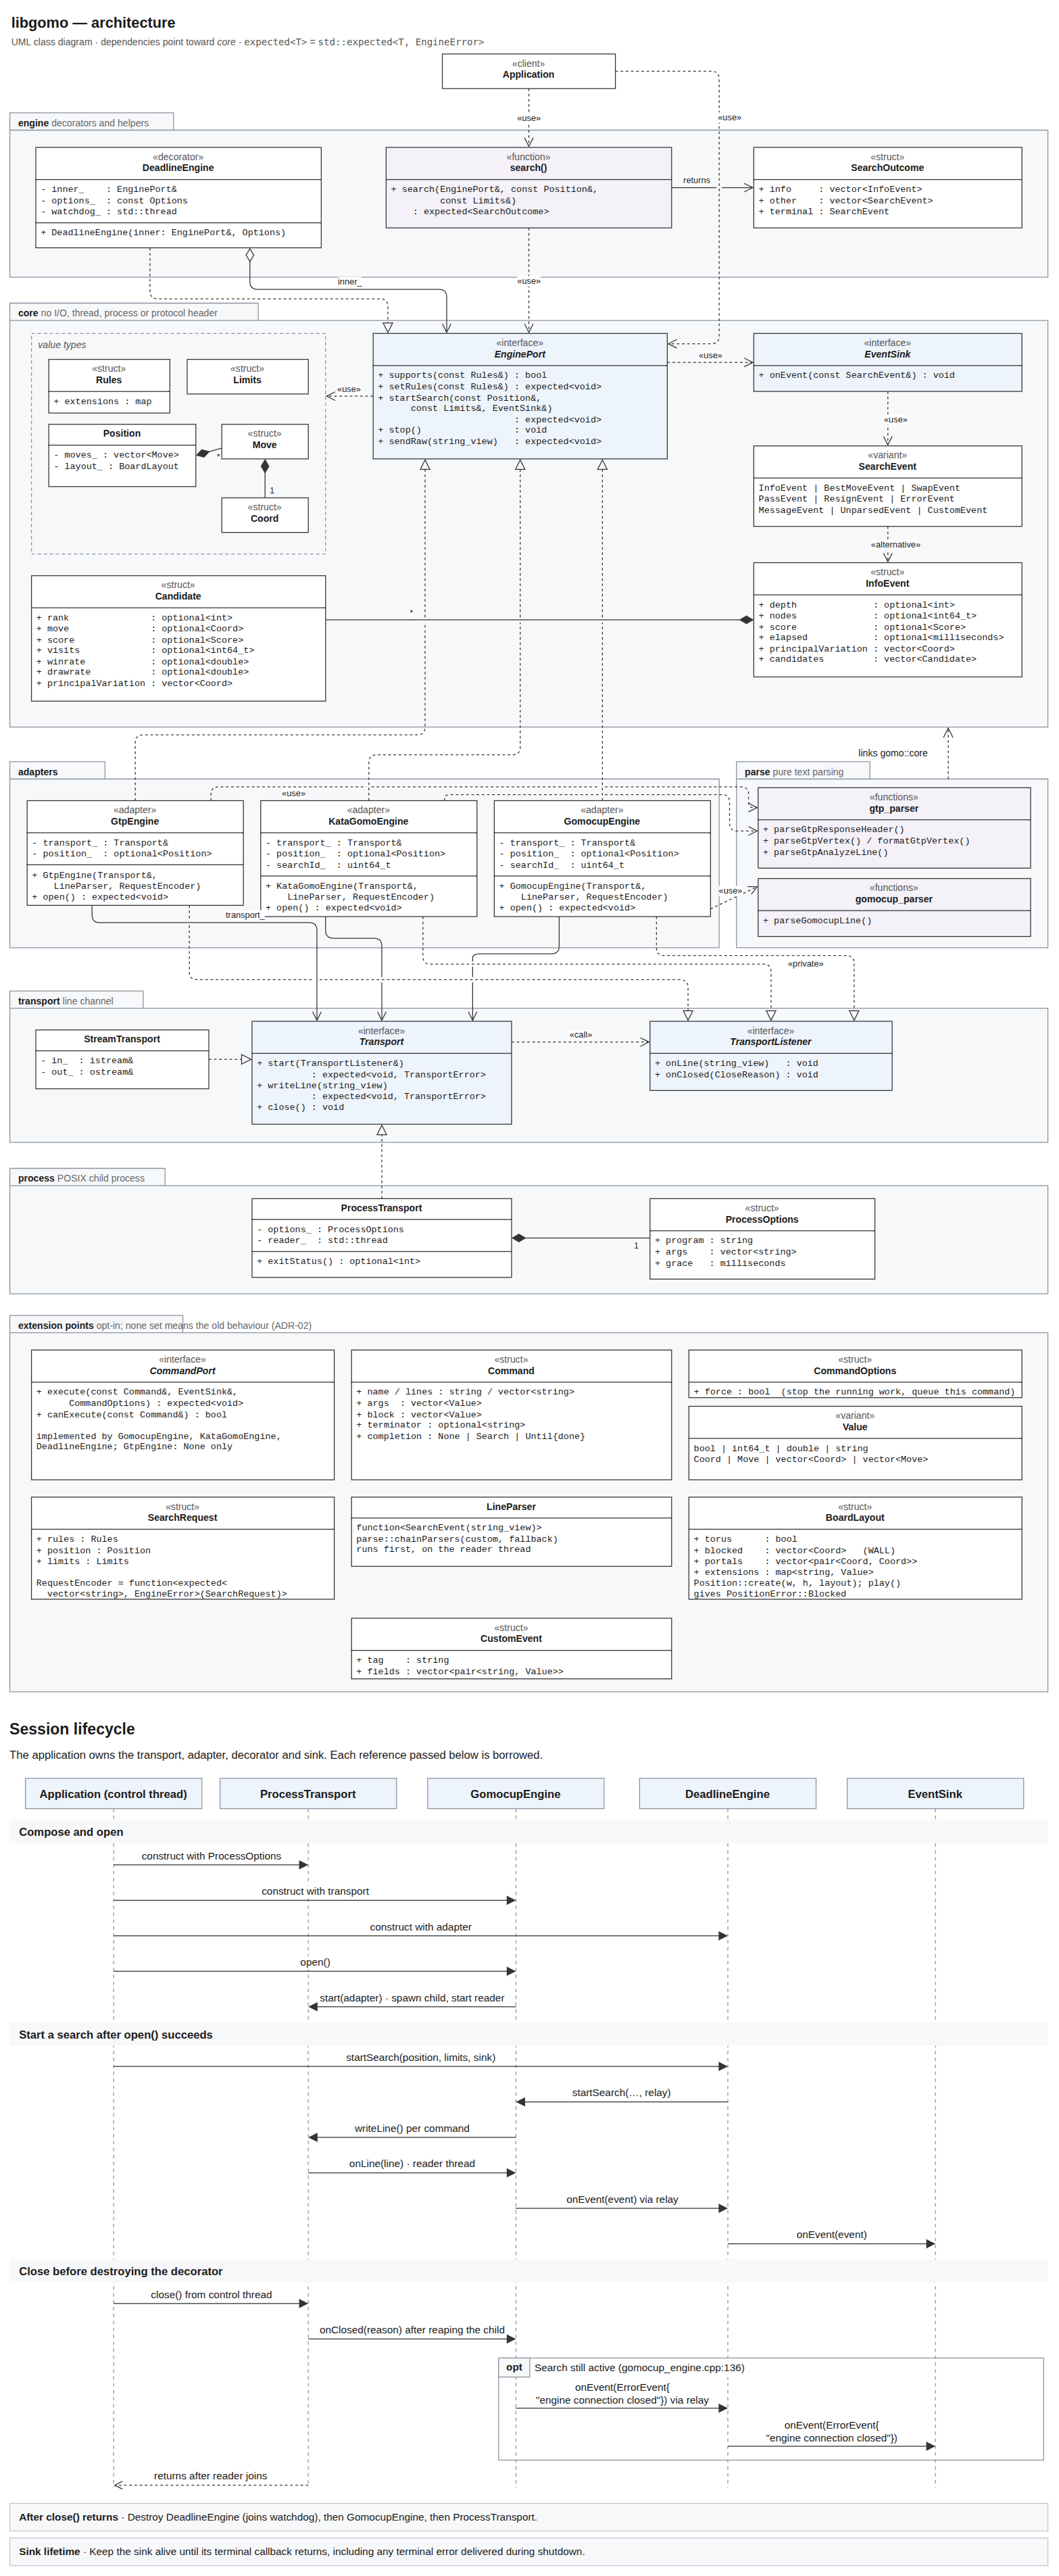 libgomo — architecture
UML class diagram · dependencies point toward core · expected<T> = std::expected<T, EngineError>
«client»
Application
«use»
«use»
engine decorators and helpers
«decorator»
DeadlineEngine
- inner_    : EnginePort&
- options_  : const Options
- watchdog_ : std::thread
+ DeadlineEngine(inner: EnginePort&, Options)
«function»
search()
+ search(EnginePort&, const Position&,
const Limits&)
: expected<SearchOutcome>
returns
«struct»
SearchOutcome
+ info     : vector<InfoEvent>
+ other    : vector<SearchEvent>
+ terminal : SearchEvent
inner_
«use»
core no I/O, thread, process or protocol header
value types
«struct»
Rules
+ extensions : map
«struct»
Limits
Position
- moves_ : vector<Move>
- layout_ : BoardLayout
*
«struct»
Move
1
«struct»
Coord
«use»
«interface»
EnginePort
+ supports(const Rules&) : bool
+ setRules(const Rules&) : expected<void>
+ startSearch(const Position&,
const Limits&, EventSink&)
: expected<void>
+ stop()                 : void
+ sendRaw(string_view)   : expected<void>
«use»
«interface»
EventSink
+ onEvent(const SearchEvent&) : void
«use»
«variant»
SearchEvent
InfoEvent | BestMoveEvent | SwapEvent
PassEvent | ResignEvent | ErrorEvent
MessageEvent | UnparsedEvent | CustomEvent
«alternative»
«struct»
Candidate
+ rank               : optional<int>
+ move               : optional<Coord>
+ score              : optional<Score>
+ visits             : optional<int64_t>
+ winrate            : optional<double>
+ drawrate           : optional<double>
+ principalVariation : vector<Coord>
*
«struct»
InfoEvent
+ depth              : optional<int>
+ nodes              : optional<int64_t>
+ score              : optional<Score>
+ elapsed            : optional<milliseconds>
+ principalVariation : vector<Coord>
+ candidates         : vector<Candidate>
links gomo::core
adapters
parse pure text parsing
«use»
«adapter»
GtpEngine
- transport_ : Transport&
- position_  : optional<Position>
+ GtpEngine(Transport&,
LineParser, RequestEncoder)
+ open() : expected<void>
«adapter»
KataGomoEngine
- transport_ : Transport&
- position_  : optional<Position>
- searchId_  : uint64_t
+ KataGomoEngine(Transport&,
LineParser, RequestEncoder)
+ open() : expected<void>
«adapter»
GomocupEngine
- transport_ : Transport&
- position_  : optional<Position>
- searchId_  : uint64_t
+ GomocupEngine(Transport&,
LineParser, RequestEncoder)
+ open() : expected<void>
«functions»
gtp_parser
+ parseGtpResponseHeader()
+ parseGtpVertex() / formatGtpVertex()
+ parseGtpAnalyzeLine()
«use»
«functions»
gomocup_parser
+ parseGomocupLine()
transport_
«private»
transport line channel
StreamTransport
- in_  : istream&
- out_ : ostream&
«interface»
Transport
+ start(TransportListener&)
: expected<void, TransportError>
+ writeLine(string_view)
: expected<void, TransportError>
+ close() : void
«call»
«interface»
TransportListener
+ onLine(string_view)   : void
+ onClosed(CloseReason) : void
process POSIX child process
ProcessTransport
- options_ : ProcessOptions
- reader_  : std::thread
+ exitStatus() : optional<int>
1
«struct»
ProcessOptions
+ program : string
+ args    : vector<string>
+ grace   : milliseconds
extension points opt-in; none set means the old behaviour (ADR-02)
«interface»
CommandPort
+ execute(const Command&, EventSink&,
CommandOptions) : expected<void>
+ canExecute(const Command&) : bool
implemented by GomocupEngine, KataGomoEngine,
DeadlineEngine; GtpEngine: None only
«struct»
Command
+ name / lines : string / vector<string>
+ args  : vector<Value>
+ block : vector<Value>
+ terminator : optional<string>
+ completion : None | Search | Until{done}
«struct»
CommandOptions
+ force : bool  (stop the running work, queue this command)
«variant»
Value
bool | int64_t | double | string
Coord | Move | vector<Coord> | vector<Move>
«struct»
SearchRequest
+ rules : Rules
+ position : Position
+ limits : Limits
RequestEncoder = function<expected<
vector<string>, EngineError>(SearchRequest)>
LineParser
function<SearchEvent(string_view)>
parse::chainParsers(custom, fallback)
runs first, on the reader thread
«struct»
BoardLayout
+ torus      : bool
+ blocked    : vector<Coord>   (WALL)
+ portals    : vector<pair<Coord, Coord>>
+ extensions : map<string, Value>
Position::create(w, h, layout); play()
gives PositionError::Blocked
«struct»
CustomEvent
+ tag    : string
+ fields : vector<pair<string, Value>>
Session lifecycle
The application owns the transport, adapter, decorator and sink. Each reference passed below is borrowed.
Application (control thread)
ProcessTransport
GomocupEngine
DeadlineEngine
EventSink
Compose and open
construct with ProcessOptions
construct with transport
construct with adapter
open()
start(adapter) · spawn child, start reader
Start a search after open() succeeds
startSearch(position, limits, sink)
startSearch(…, relay)
writeLine() per command
onLine(line) · reader thread
onEvent(event) via relay
onEvent(event)
Close before destroying the decorator
close() from control thread
onClosed(reason) after reaping the child
opt
Search still active (gomocup_engine.cpp:136)
onEvent(ErrorEvent{
"engine connection closed"}) via relay
onEvent(ErrorEvent{
"engine connection closed"})
returns after reader joins
After close() returns · Destroy DeadlineEngine (joins watchdog), then GomocupEngine, then ProcessTransport.
Sink lifetime · Keep the sink alive until its terminal callback returns, including any terminal error delivered during shutdown.